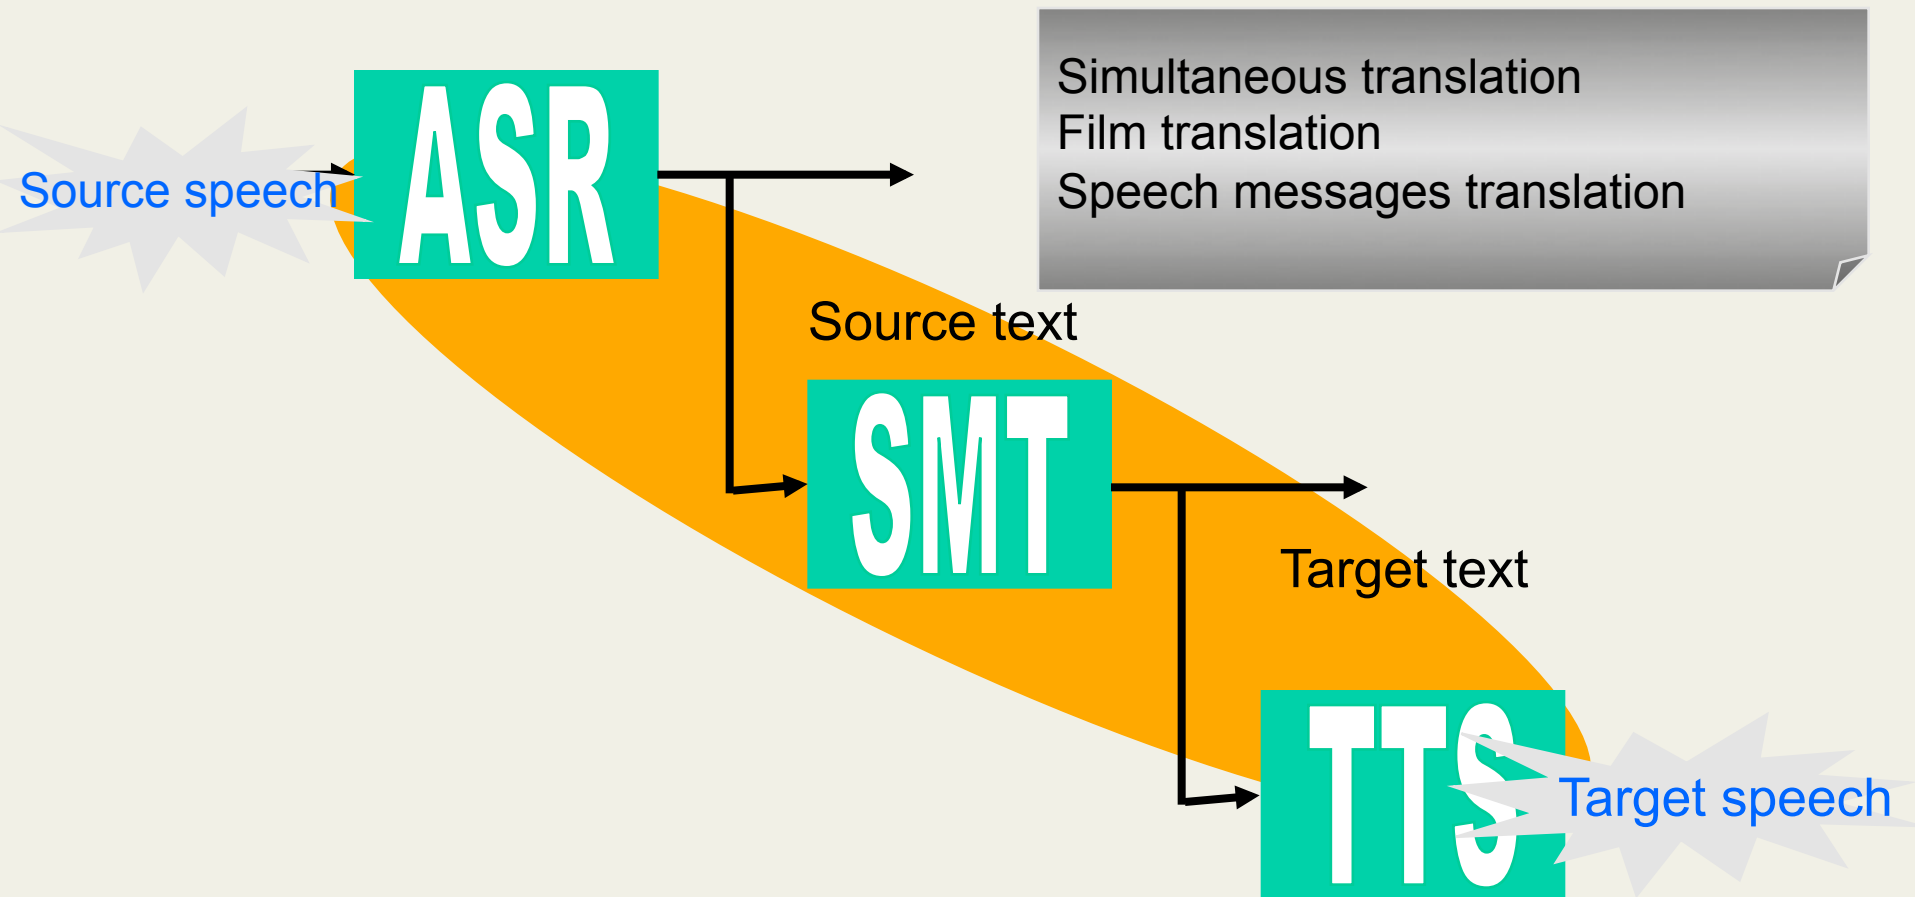 Simultaneous translation
Film translation
Speech messages translation
ASR
Source speech
Source text
SMT
Target text
TTS
Target speech